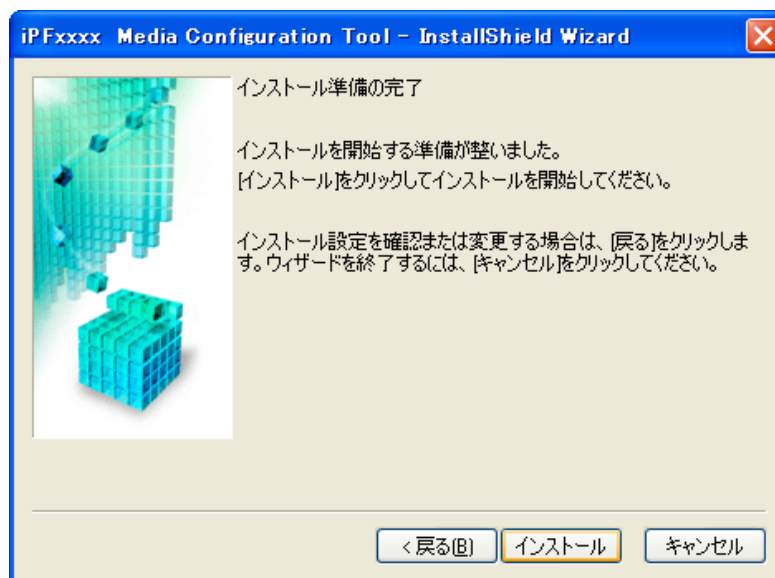 iPFxxxx Media Configuration Tool - InstallShield Wizard
インストール準備の完了
インストールを開始する準備が整いました。
[インストール]をクリックしてインストールを開始してください。
インストール設定を確認または変更する場合は、[戻る]をクリックしま
す。ウィザードを終了するには、[キャンセル]をクリックしてください。
< 戻る(B)
インストール
キャンセル